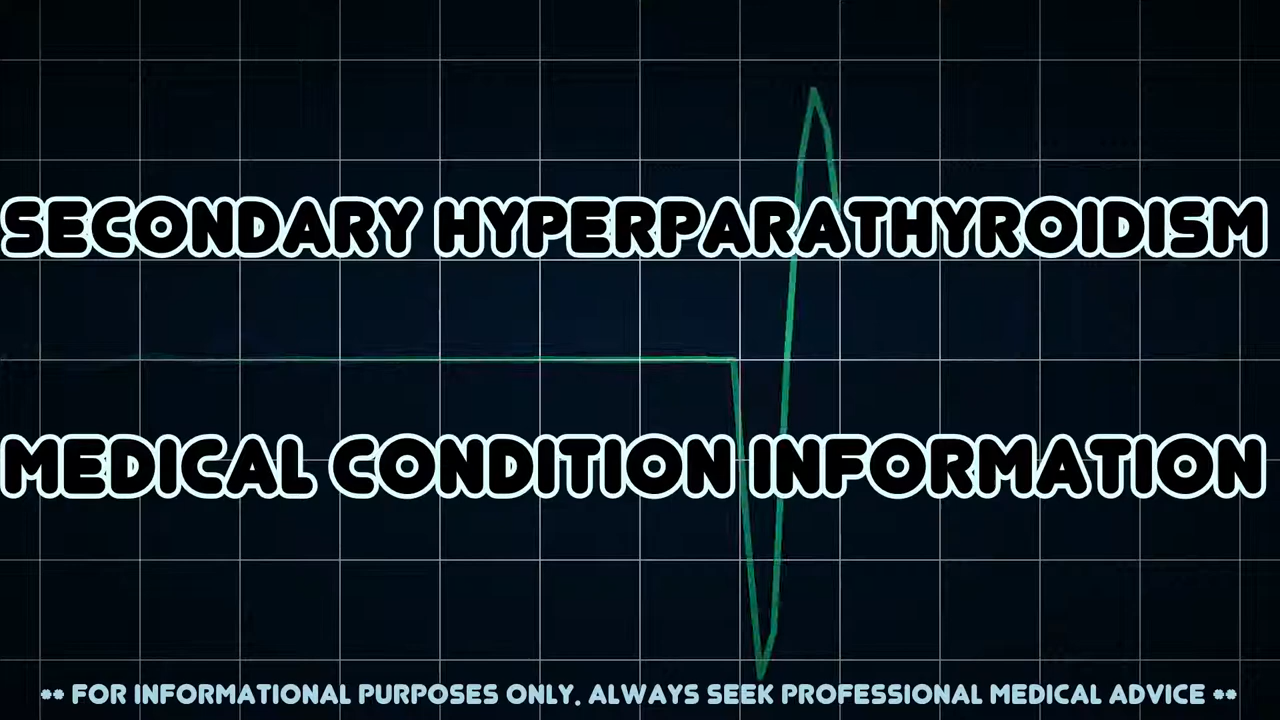 SECONDARY HYPERPARATHYROIDISM
MEDICAL CONDITION INFORMATION
** FOR INFORMATIONAL PURPOSES ONLY. ALWAYS SEEK PROFESSIONAL MEDICAL ADVICE **